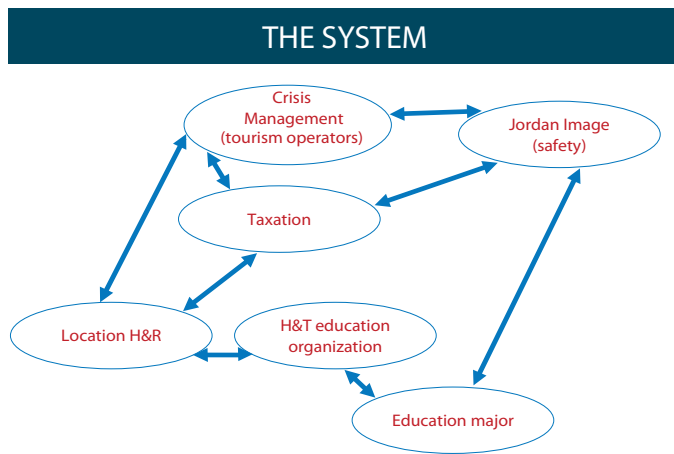 THE SYSTEM
Crisis
Management
(tourism operators)
Jordan Image
(safety)
Taxation
Location H&R
H&T education
organization
Education major